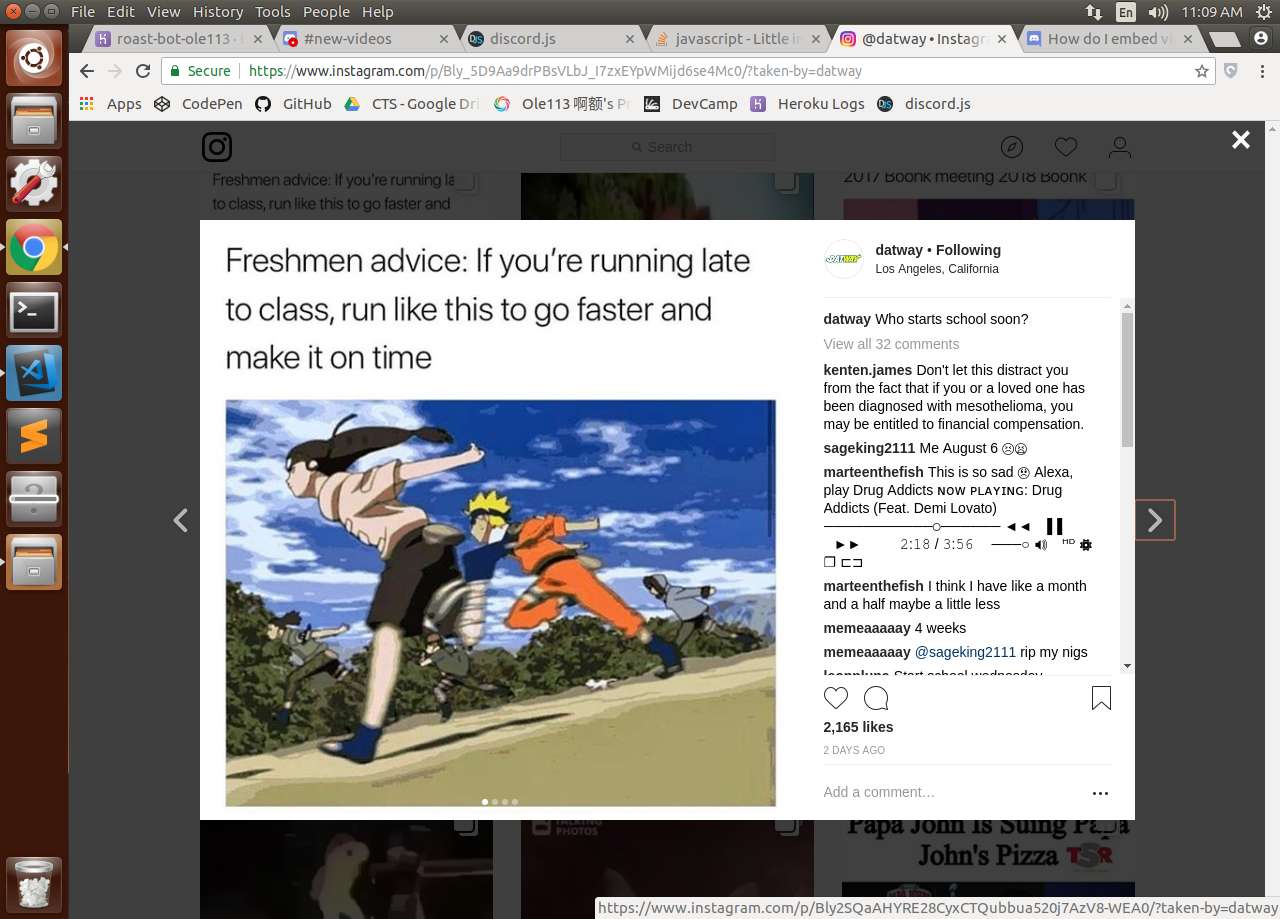 File Edit View History Tools People Help
En 11:09 AM
roast-bot-ole113 ·
#new-videos
discord.js
javascript - Little in
@datway • Instagr
How do I embed vi
Secure https://www.instagram.com/p/Bly_5D9Aa9drPBsVLbJ_I7zxEYpWMijd6se4Mc0/?taken-by=datway
Apps CodePen GitHub CTS - Google Dri Ole113 啊额's Pr DevCamp Heroku Logs discord.js
Search
Freshmen advice: If you're running la
to class, run like this to go faster and
2017 Boonk meeting 2018 Boonk
Freshmen advice: If you're running late
to class, run like this to go faster and
make it on time
datway • Following
Los Angeles, California
datway Who starts school soon?
View all 32 comments
kenten.james Don't let this distract you
from the fact that if you or a loved one has
been diagnosed with mesothelioma, you
may be entitled to financial compensation.
sageking2111 Me August 6 😣😫
marteenthefish This is so sad 😞 Alexa,
play Drug Addicts ɴᴏᴡ ᴘʟᴀʏɪɴɢ: Drug
Addicts (Feat. Demi Lovato)
───────────○────── ◄◄ ▐▐
►► 2:18 / 3:56 ───○ 🔊 ᴴᴰ ⚙
❐ ⊏⊐
marteenthefish I think I have like a month
and a half maybe a little less
memeaaaaay 4 weeks
memeaaaaay @sageking2111 rip my nigs
Start school wednesday
2,165 likes
2 DAYS AGO
Add a comment…
TALKING
PHOTOS
Papa John Is Suing Papa
John's Pizza TSR
https://www.instagram.com/p/Bly2SQaAHYRE28CyxCTQubbua520j7AzV8-WEA0/?taken-by=datway